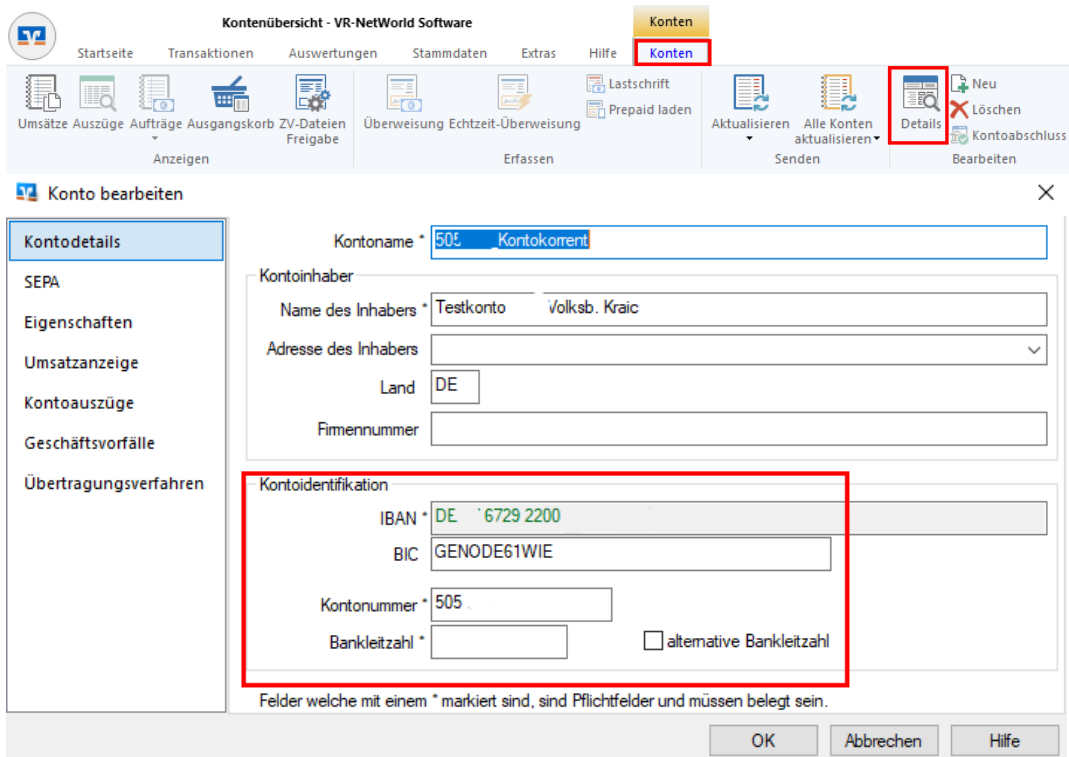 Kontenübersicht - VR-NetWorld Software
Konten
Startseite Transaktionen Auswertungen Stammdaten Extras Hilfe Konten
Umsätze Auszüge Aufträge Ausgangskorb ZV-Dateien Freigabe
Anzeigen
Überweisung Echtzeit-Überweisung
Lastschrift
Prepaid laden
Erfassen
Aktualisieren Alle Konten aktualisieren
Senden
Details
Neu
Löschen
Kontoabschluss
Bearbeiten
Konto bearbeiten
Kontodetails
SEPA
Eigenschaften
Umsatzanzeige
Kontoauszüge
Geschäftsvorfälle
Übertragungsverfahren
Kontoname * 505 _Kontokorrent
Kontoinhaber
Name des Inhabers * Testkonto Volksb. Kraic
Adresse des Inhabers
Land DE
Firmennummer
Kontoidentifikation
IBAN * DE 6729 2200
BIC GENODE61WIE
Kontonummer * 505
Bankleitzahl * alternative Bankleitzahl
Felder welche mit einem * markiert sind, sind Pflichtfelder und müssen belegt sein.
OK Abbrechen Hilfe